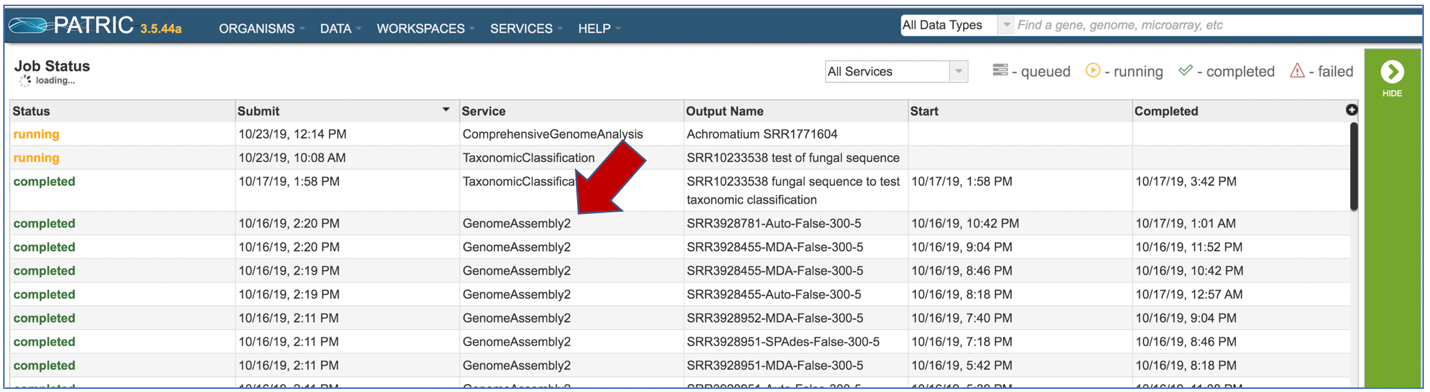 PATRIC 3.5.44a ORGANISMS DATA WORKSPACES SERVICES HELP All Data Types Find a gene, genome, microarray, etc
Job Status
loading...
All Services - queued - running - completed - failed
HIDE
Status Submit Service Output Name Start Completed
running 10/23/19, 12:14 PM ComprehensiveGenomeAnalysis Achromatium SRR1771604
running 10/23/19, 10:08 AM TaxonomicClassification SRR10233538 test of fungal sequence
completed 10/17/19, 1:58 PM SRR10233538 fungal sequence to test 10/17/19, 1:58 PM 10/17/19, 3:42 PM
taxonomic classification
completed 10/16/19, 2:20 PM GenomeAssembly2 SRR3928781-Auto-False-300-5 10/16/19, 10:42 PM 10/17/19, 1:01 AM
completed 10/16/19, 2:20 PM GenomeAssembly2 SRR3928455-MDA-False-300-5 10/16/19, 9:04 PM 10/16/19, 11:52 PM
completed 10/16/19, 2:19 PM GenomeAssembly2 SRR3928455-MDA-False-300-5 10/16/19, 8:46 PM 10/16/19, 10:42 PM
completed 10/16/19, 2:19 PM GenomeAssembly2 SRR3928455-Auto-False-300-5 10/16/19, 8:18 PM 10/17/19, 12:57 AM
completed 10/16/19, 2:11 PM GenomeAssembly2 SRR3928952-MDA-False-300-5 10/16/19, 7:40 PM 10/16/19, 9:04 PM
completed 10/16/19, 2:11 PM GenomeAssembly2 SRR3928951-SPAdes-False-300-5 10/16/19, 7:18 PM 10/16/19, 8:46 PM
completed 10/16/19, 2:11 PM GenomeAssembly2 SRR3928951-MDA-False-300-5 10/16/19, 5:42 PM 10/16/19, 8:18 PM